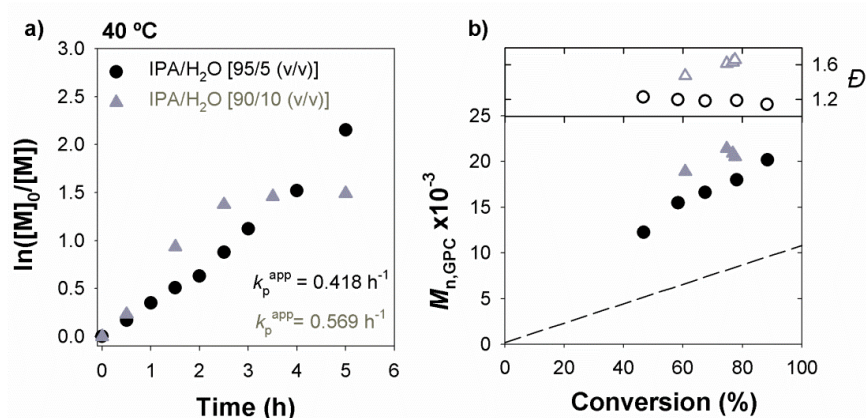 a)
40 ºC
IPA/H₂O [95/5 (v/v)]
IPA/H₂O [90/10 (v/v)]
3.0
2.5
2.0
1.5
1.0
0.5
0.0
ln([M]₀/[M])
kₚᵃᵖᵖ = 0.418 h⁻¹
kₚᵃᵖᵖ= 0.569 h⁻¹
0 1 2 3 4 5 6
Time (h)
b)
1.6
1.2
Đ
25
20
15
10
5
0
Mn,GPC x10⁻³
0 20 40 60 80 100
Conversion (%)